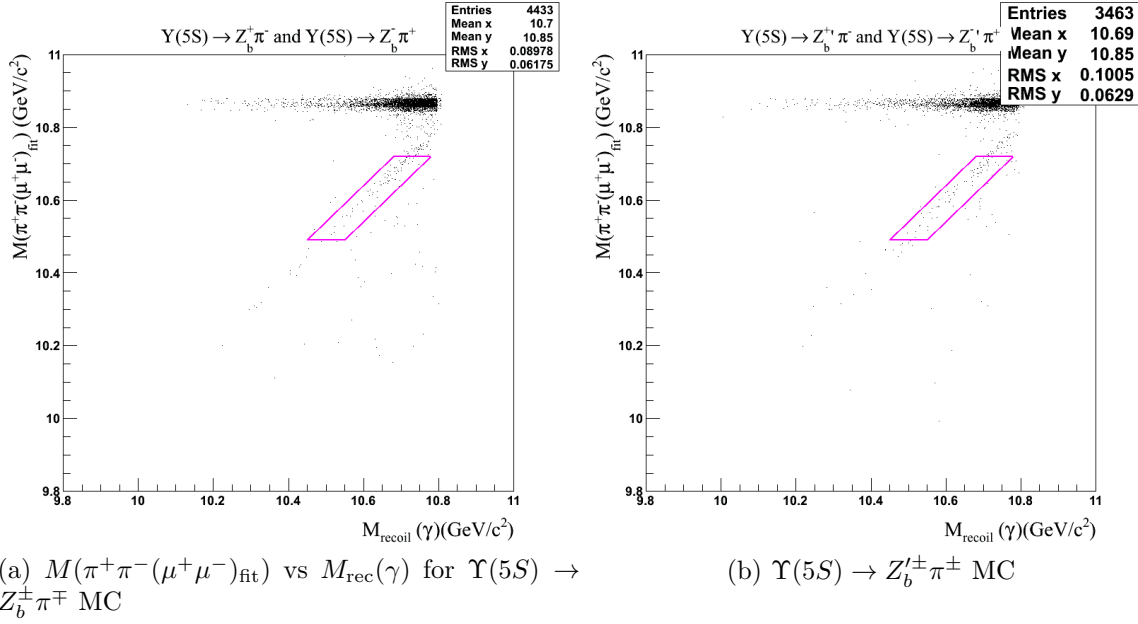 Υ(5S) → Z_b^+ π^- and Υ(5S) → Z_b^- π^+
Entries 4433
Mean x 10.7
Mean y 10.85
RMS x 0.08978
RMS y 0.06175
M(π^+π^-(μ^+μ^-)_fit) (GeV/c^2)
11
10.8
10.6
10.4
10.2
10
9.8
9.8 10 10.2 10.4 10.6 10.8 11
M_recoil (γ)(GeV/c^2)
(a) M(π^+π^-(μ^+μ^-)_fit) vs M_rec(γ) for Υ(5S) →
Z_b^± π^∓ MC
Υ(5S) → Z_b^+' π^- and Υ(5S) → Z_b^-' π^+
Entries 3463
Mean x 10.69
Mean y 10.85
RMS x 0.1005
RMS y 0.0629
M(π^+π^-(μ^+μ^-)_fit) (GeV/c^2)
11
10.8
10.6
10.4
10.2
10
9.8
9.8 10 10.2 10.4 10.6 10.8 11
M_recoil (γ)(GeV/c^2)
(b) Υ(5S) → Z_b'^± π^± MC